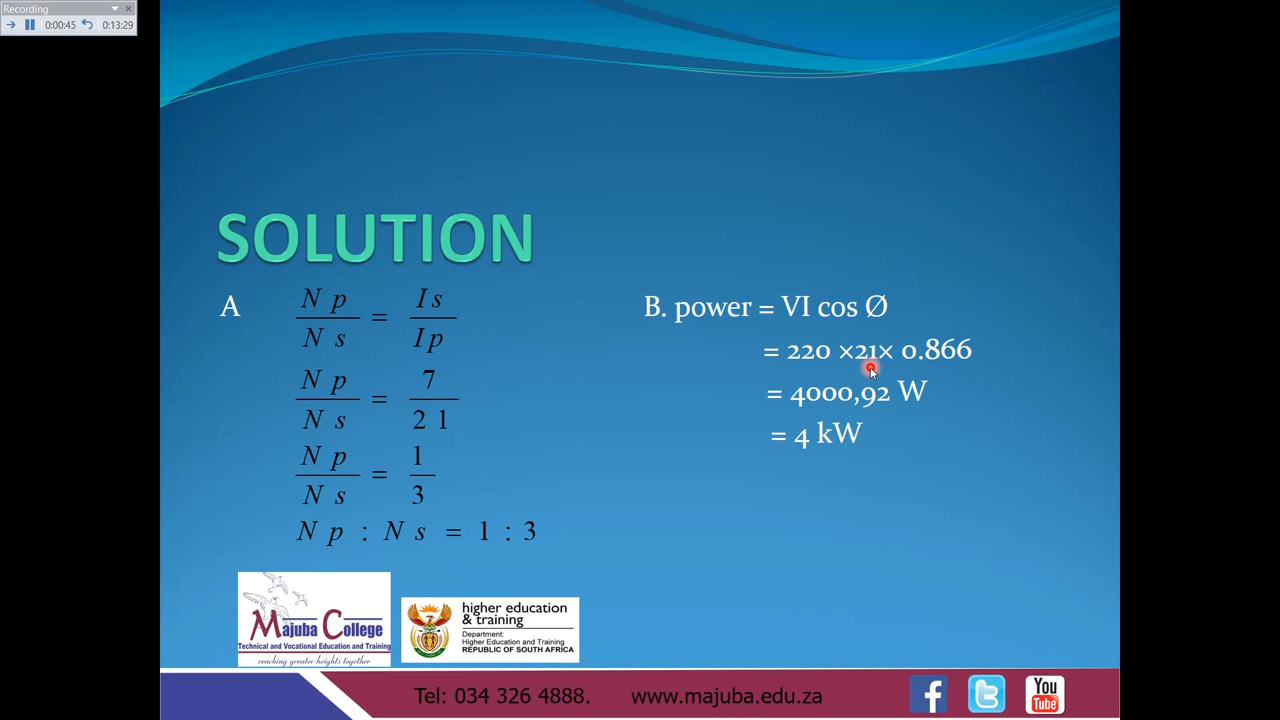 Recording
0:00:45 0:13:29
SOLUTION
A
N p / N s = I s / I p
N p / N s = 7 / 2 1
N p / N s = 1 / 3
N p : N s = 1 : 3
B. power = VI cos Ø
= 220 ×21× 0.866
= 4000,92 W
= 4 kW
Majuba College
Technical and Vocational Education and Training
reaching greater heights together
higher education
& training
Department:
Higher Education and Training
REPUBLIC OF SOUTH AFRICA
Tel: 034 326 4888. www.majuba.edu.za
You
Tube